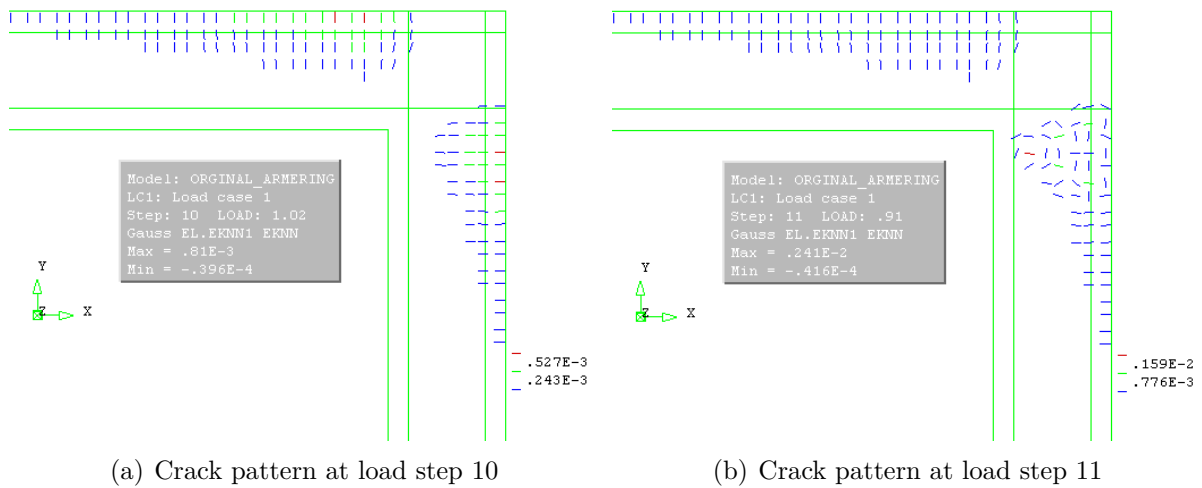 Model: ORGINAL_ARMERING
LC1: Load case 1
Step: 10 LOAD: 1.02
Gauss EL.EKNN1 EKNN
Max = .81E-3
Min = -.396E-4
Y
Z
X
.527E-3
.243E-3
(a) Crack pattern at load step 10
Model: ORGINAL_ARMERING
LC1: Load case 1
Step: 11 LOAD: .91
Gauss EL.EKNN1 EKNN
Max = .241E-2
Min = -.416E-4
Y
Z
X
.159E-2
.776E-3
(b) Crack pattern at load step 11